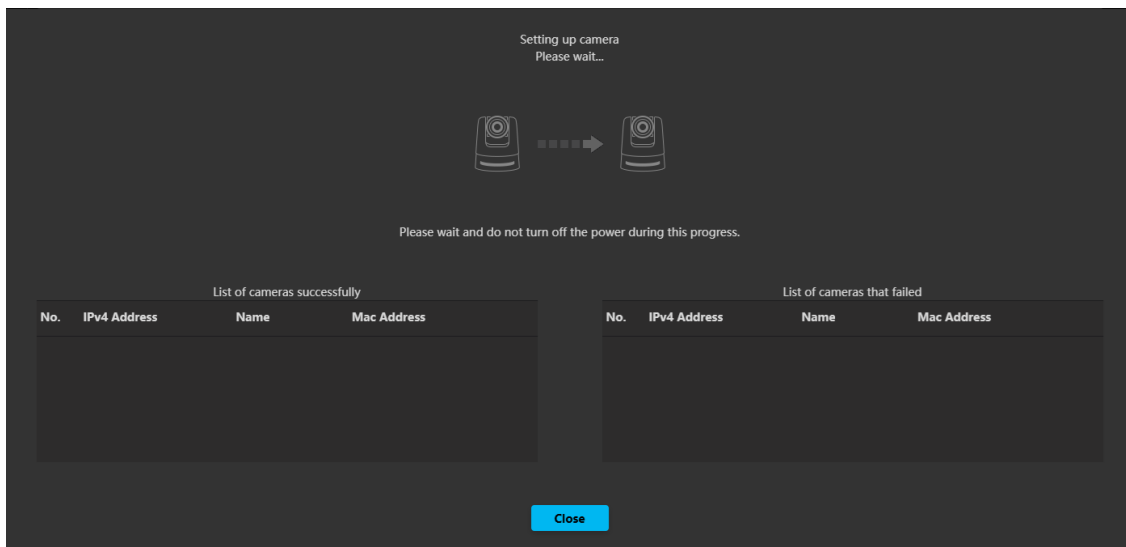 Setting up camera
Please wait...
Please wait and do not turn off the power during this progress.
List of cameras successfully
No. IPv4 Address Name Mac Address
List of cameras that failed
No. IPv4 Address Name Mac Address
Close